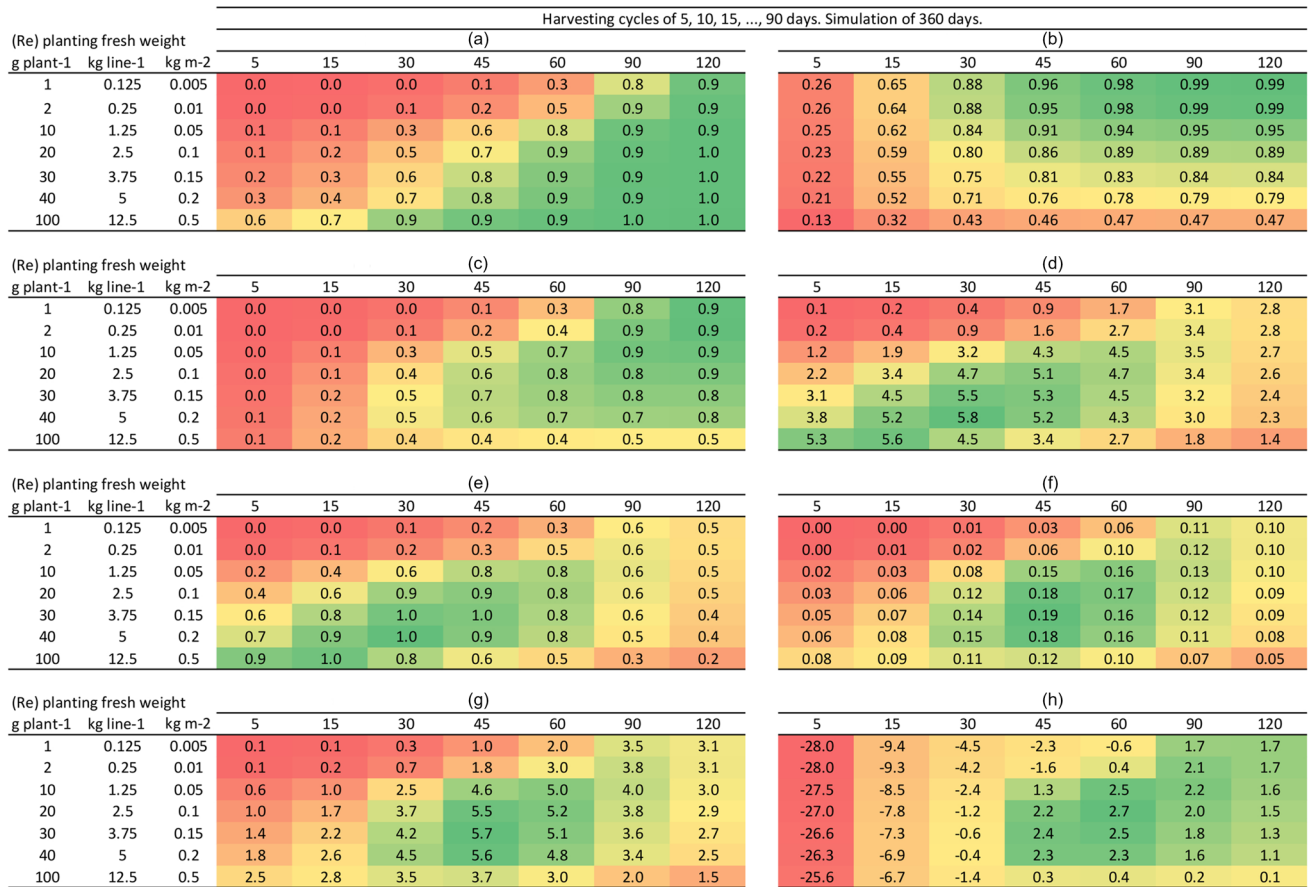 Harvesting cycles of 5, 10, 15, ..., 90 days. Simulation of 360 days.
(Re) planting fresh weight (a) (b)
g plant-1 kg line-1 kg m-2 5 15 30 45 60 90 120 5 15 30 45 60 90 120
1 0.125 0.005 0.0 0.0 0.0 0.1 0.3 0.8 0.9 0.26 0.65 0.88 0.96 0.98 0.99 0.99
2 0.25 0.01 0.0 0.0 0.1 0.2 0.5 0.9 0.9 0.26 0.64 0.88 0.95 0.98 0.99 0.99
10 1.25 0.05 0.1 0.1 0.3 0.6 0.8 0.9 0.9 0.25 0.62 0.84 0.91 0.94 0.95 0.95
20 2.5 0.1 0.1 0.2 0.5 0.7 0.9 0.9 1.0 0.23 0.59 0.80 0.86 0.89 0.89 0.89
30 3.75 0.15 0.2 0.3 0.6 0.8 0.9 0.9 1.0 0.22 0.55 0.75 0.81 0.83 0.84 0.84
40 5 0.2 0.3 0.4 0.7 0.8 0.9 0.9 1.0 0.21 0.52 0.71 0.76 0.78 0.79 0.79
100 12.5 0.5 0.6 0.7 0.9 0.9 0.9 1.0 1.0 0.13 0.32 0.43 0.46 0.47 0.47 0.47
(Re) planting fresh weight (c) (d)
g plant-1 kg line-1 kg m-2 5 15 30 45 60 90 120 5 15 30 45 60 90 120
1 0.125 0.005 0.0 0.0 0.0 0.1 0.3 0.8 0.9 0.1 0.2 0.4 0.9 1.7 3.1 2.8
2 0.25 0.01 0.0 0.0 0.1 0.2 0.4 0.9 0.9 0.2 0.4 0.9 1.6 2.7 3.4 2.8
10 1.25 0.05 0.0 0.1 0.3 0.5 0.7 0.9 0.9 1.2 1.9 3.2 4.3 4.5 3.5 2.7
20 2.5 0.1 0.0 0.1 0.4 0.6 0.8 0.8 0.9 2.2 3.4 4.7 5.1 4.7 3.4 2.6
30 3.75 0.15 0.0 0.2 0.5 0.7 0.8 0.8 0.8 3.1 4.5 5.5 5.3 4.5 3.2 2.4
40 5 0.2 0.1 0.2 0.5 0.6 0.7 0.7 0.8 3.8 5.2 5.8 5.2 4.3 3.0 2.3
100 12.5 0.5 0.1 0.2 0.4 0.4 0.4 0.5 0.5 5.3 5.6 4.5 3.4 2.7 1.8 1.4
(Re) planting fresh weight (e) (f)
g plant-1 kg line-1 kg m-2 5 15 30 45 60 90 120 5 15 30 45 60 90 120
1 0.125 0.005 0.0 0.0 0.1 0.2 0.3 0.6 0.5 0.00 0.00 0.01 0.03 0.06 0.11 0.10
2 0.25 0.01 0.0 0.1 0.2 0.3 0.5 0.6 0.5 0.00 0.01 0.02 0.06 0.10 0.12 0.10
10 1.25 0.05 0.2 0.4 0.6 0.8 0.8 0.6 0.5 0.02 0.03 0.08 0.15 0.16 0.13 0.10
20 2.5 0.1 0.4 0.6 0.9 0.9 0.8 0.6 0.5 0.03 0.06 0.12 0.18 0.17 0.12 0.09
30 3.75 0.15 0.6 0.8 1.0 1.0 0.8 0.6 0.4 0.05 0.07 0.14 0.19 0.16 0.12 0.09
40 5 0.2 0.7 0.9 1.0 0.9 0.8 0.5 0.4 0.06 0.08 0.15 0.18 0.16 0.11 0.08
100 12.5 0.5 0.9 1.0 0.8 0.6 0.5 0.3 0.2 0.08 0.09 0.11 0.12 0.10 0.07 0.05
(Re) planting fresh weight (g) (h)
g plant-1 kg line-1 kg m-2 5 15 30 45 60 90 120 5 15 30 45 60 90 120
1 0.125 0.005 0.1 0.1 0.3 1.0 2.0 3.5 3.1 -28.0 -9.4 -4.5 -2.3 -0.6 1.7 1.7
2 0.25 0.01 0.1 0.2 0.7 1.8 3.0 3.8 3.1 -28.0 -9.3 -4.2 -1.6 0.4 2.1 1.7
10 1.25 0.05 0.6 1.0 2.5 4.6 5.0 4.0 3.0 -27.5 -8.5 -2.4 1.3 2.5 2.2 1.6
20 2.5 0.1 1.0 1.7 3.7 5.5 5.2 3.8 2.9 -27.0 -7.8 -1.2 2.2 2.7 2.0 1.5
30 3.75 0.15 1.4 2.2 4.2 5.7 5.1 3.6 2.7 -26.6 -7.3 -0.6 2.4 2.5 1.8 1.3
40 5 0.2 1.8 2.6 4.5 5.6 4.8 3.4 2.5 -26.3 -6.9 -0.4 2.3 2.3 1.6 1.1
100 12.5 0.5 2.5 2.8 3.5 3.7 3.0 2.0 1.5 -25.6 -6.7 -1.4 0.3 0.4 0.2 0.1